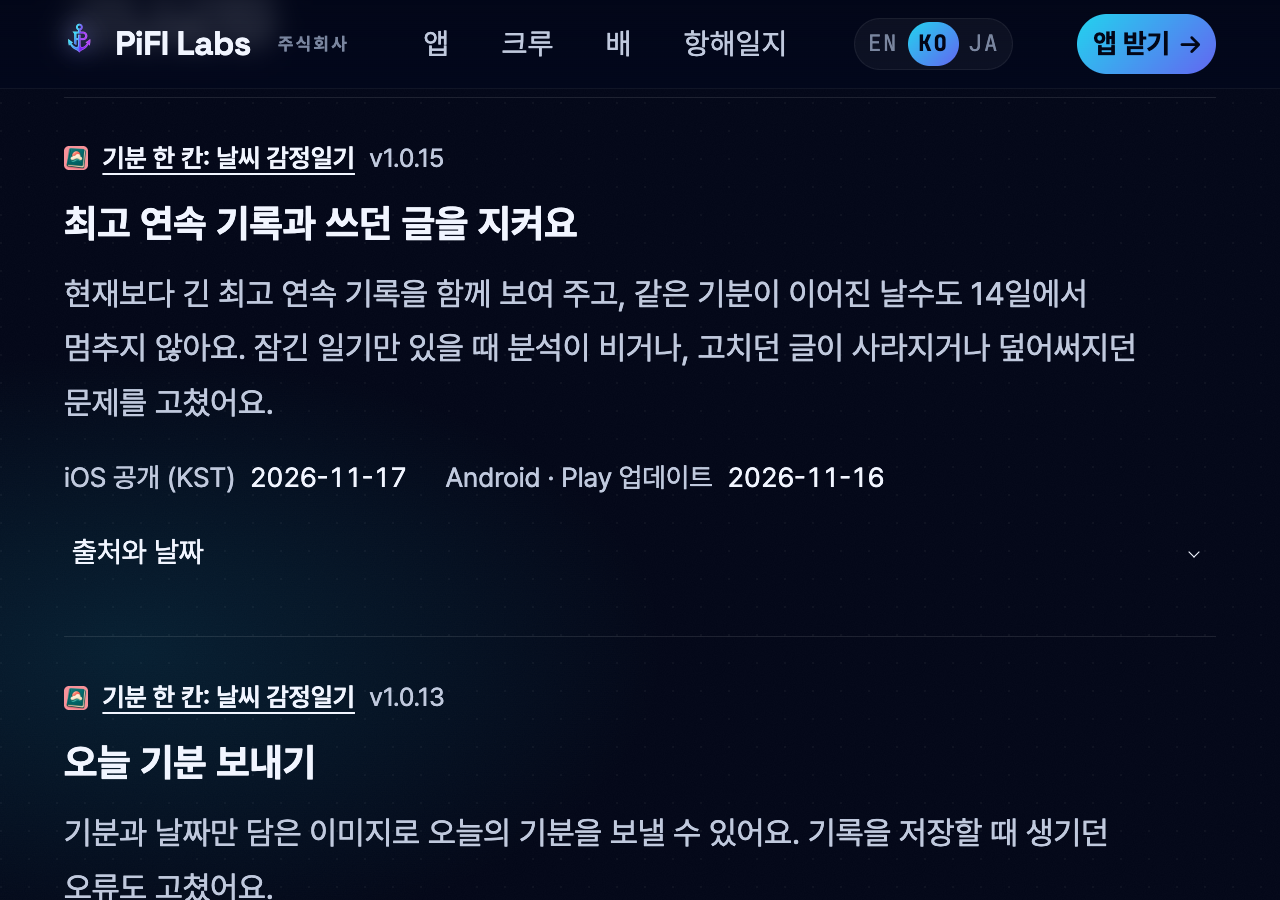 PiFI Labs 주식회사 앱 크루 배 항해일지 EN KO JA 앱 받기 →
기분 한 칸: 날씨 감정일기 v1.0.15
최고 연속 기록과 쓰던 글을 지켜요
현재보다 긴 최고 연속 기록을 함께 보여 주고, 같은 기분이 이어진 날수도 14일에서
멈추지 않아요. 잠긴 일기만 있을 때 분석이 비거나, 고치던 글이 사라지거나 덮어써지던
문제를 고쳤어요.
iOS 공개 (KST) 2026-11-17 Android · Play 업데이트 2026-11-16
출처와 날짜
기분 한 칸: 날씨 감정일기 v1.0.13
오늘 기분 보내기
기분과 날짜만 담은 이미지로 오늘의 기분을 보낼 수 있어요. 기록을 저장할 때 생기던
오류도 고쳤어요.